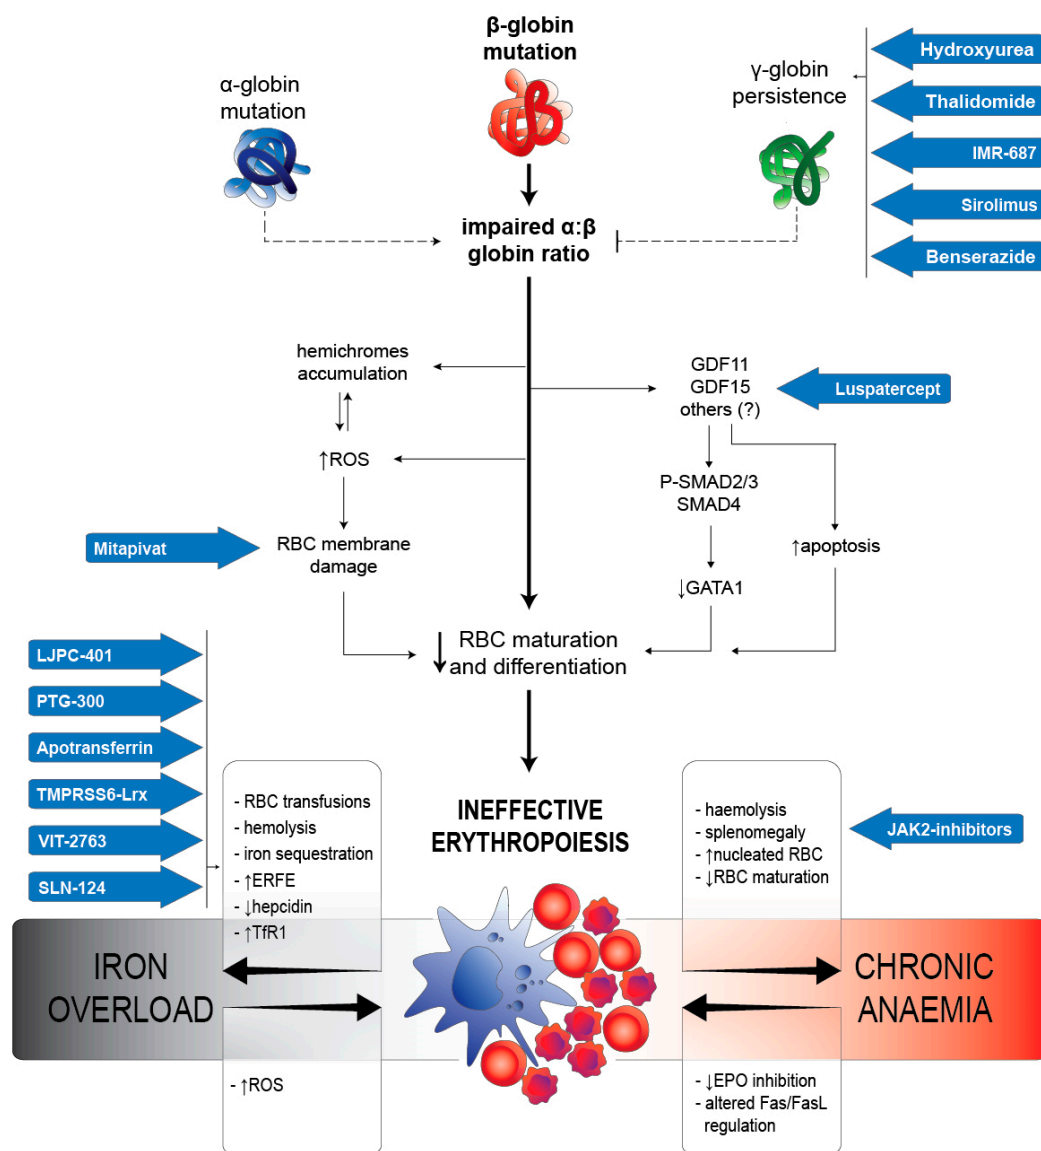 β-globin
mutation
α-globin
mutation
γ-globin
persistence
Hydroxyurea
Thalidomide
IMR-687
Sirolimus
Benserazide
impaired α:β
globin ratio
hemichromes
accumulation
↑ROS
RBC membrane
damage
Mitapivat
GDF11
GDF15
others (?)
Luspatercept
P-SMAD2/3
SMAD4
↓GATA1
↑apoptosis
↓ RBC maturation
and differentiation
LJPC-401
PTG-300
Apotransferrin
TMPRSS6-Lrx
VIT-2763
SLN-124
- RBC transfusions
- hemolysis
- iron sequestration
- ↑ERFE
- ↓hepcidin
- ↑TfR1
INEFFECTIVE
ERYTHROPOIESIS
- haemolysis
- splenomegaly
- ↑nucleated RBC
- ↓RBC maturation
JAK2-inhibitors
IRON
OVERLOAD
CHRONIC
ANAEMIA
- ↑ROS
- ↓EPO inhibition
- altered Fas/FasL
regulation